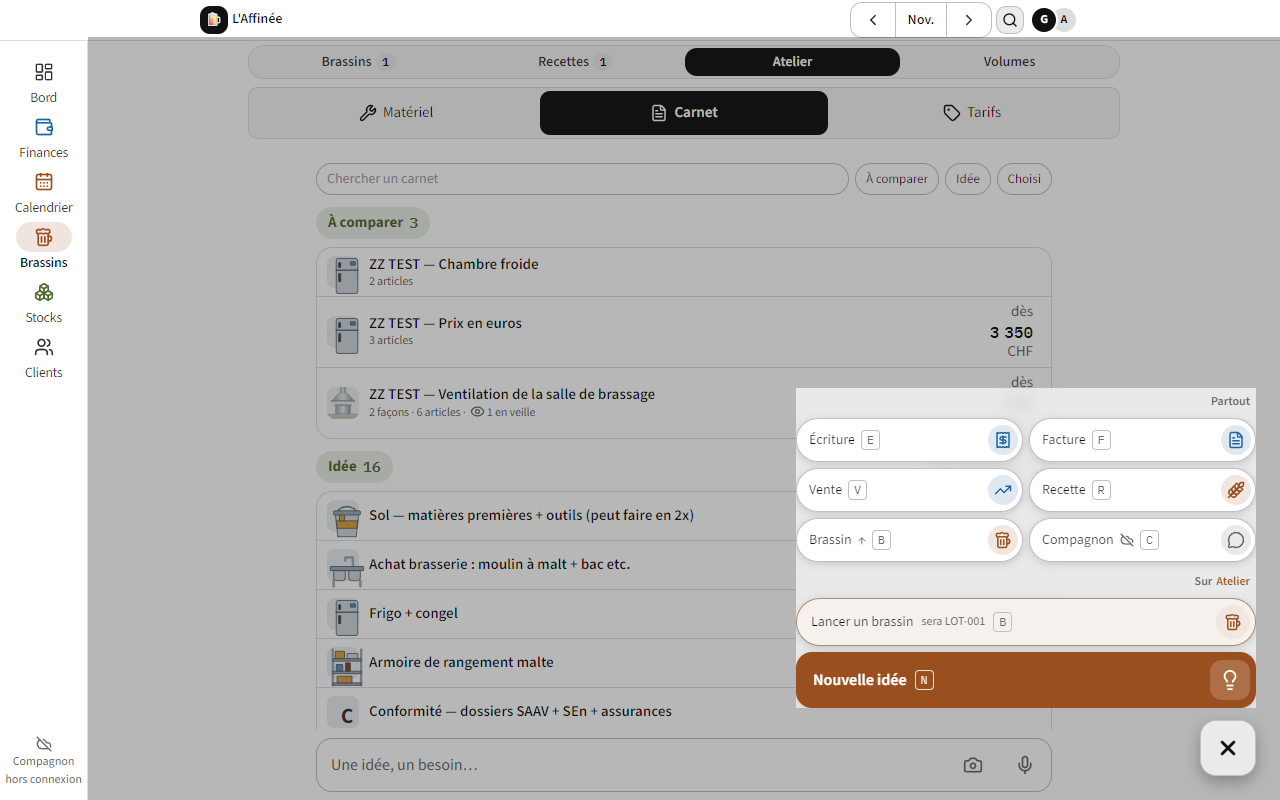 L'Affinée
Nov.
G
A
Bord
Finances
Calendrier
Brassins
Stocks
Clients
Compagnon
hors connexion
Brassins 1
Recettes 1
Atelier
Volumes
Matériel
Carnet
Tarifs
Chercher un carnet
À comparer
Idée
Choisi
À comparer 3
ZZ TEST — Chambre froide
2 articles
ZZ TEST — Prix en euros
3 articles
dès
3 350
CHF
ZZ TEST — Ventilation de la salle de brassage
2 façons · 6 articles · 1 en veille
dès
Idée 16
Sol — matières premières + outils (peut faire en 2x)
Achat brasserie : moulin à malt + bac etc.
Frigo + congel
Armoire de rangement malte
C
Conformité — dossiers SAAV + SEn + assurances
Une idée, un besoin…
Partout
Écriture E
Facture F
Vente V
Recette R
Brassin ↑ B
Compagnon C
Sur Atelier
Lancer un brassin sera LOT-001 B
Nouvelle idée N